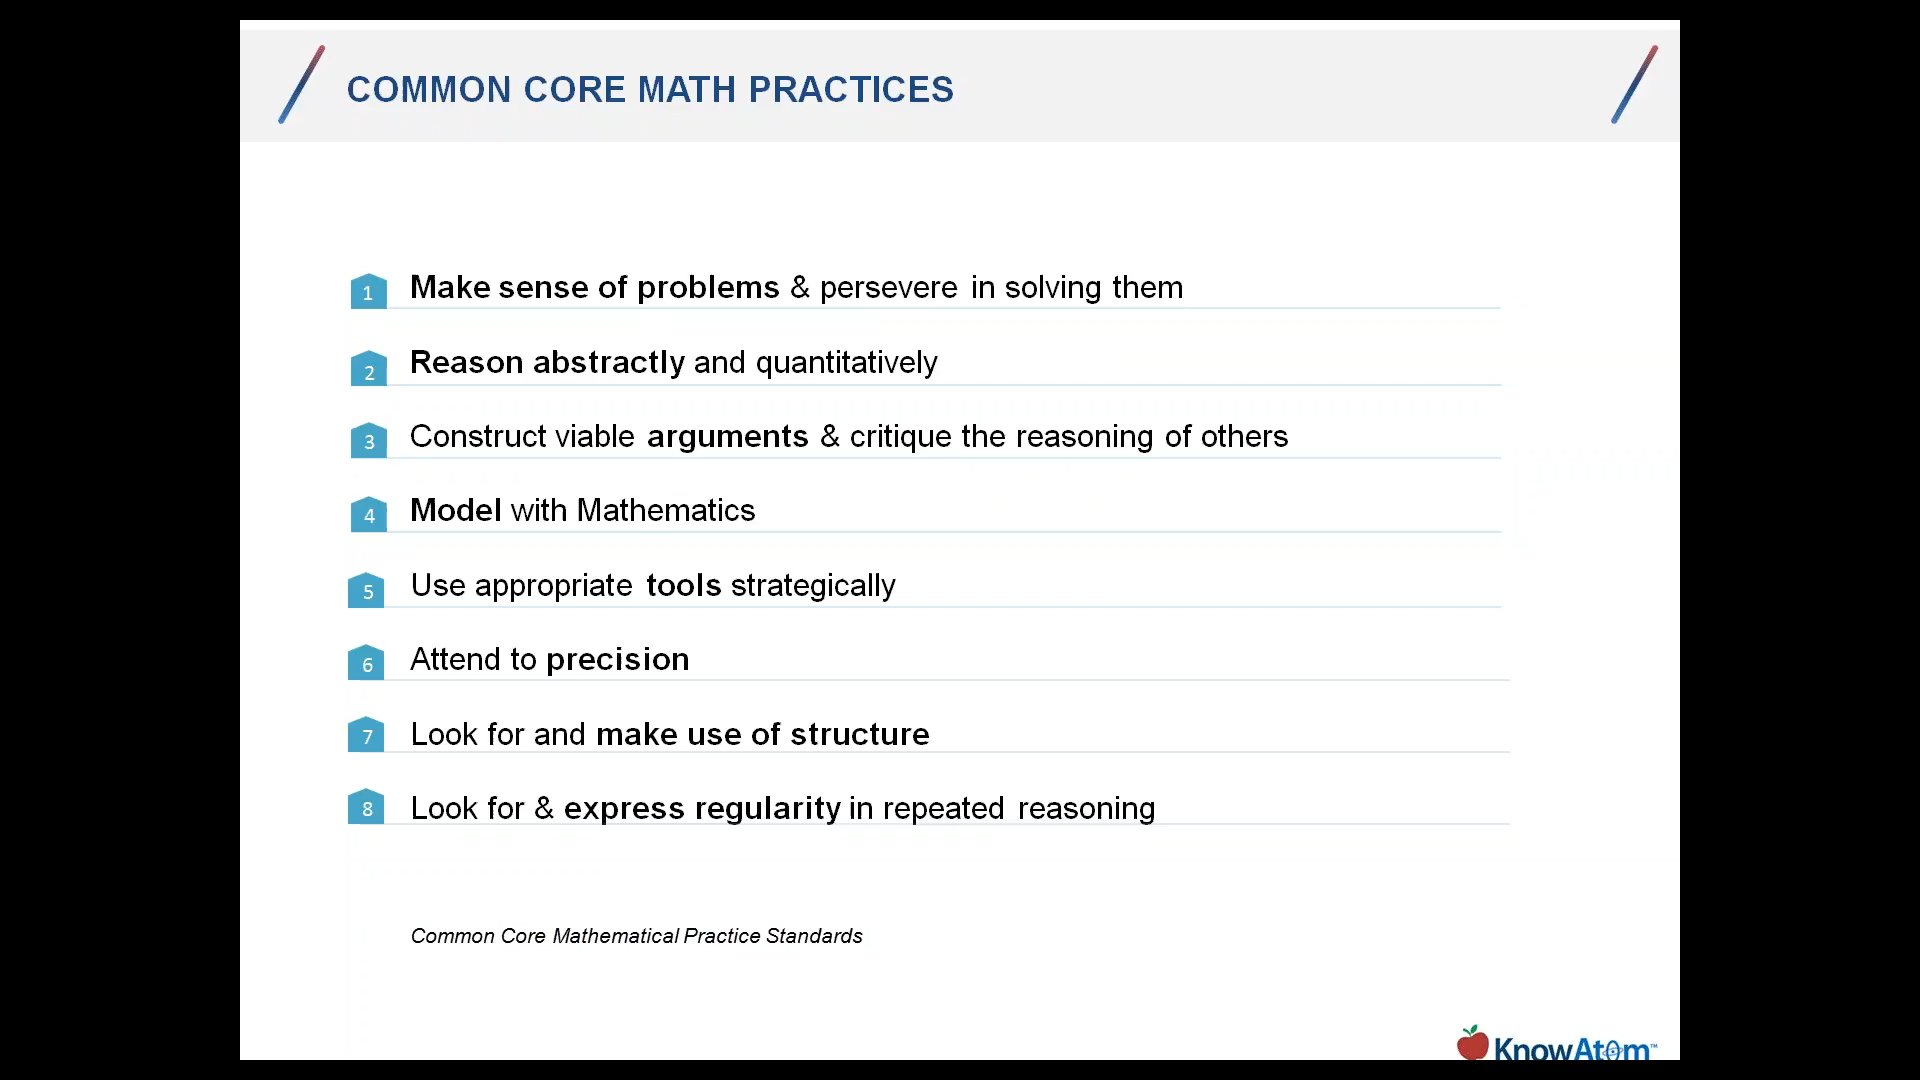 COMMON CORE MATH PRACTICES
1 Make sense of problems & persevere in solving them
2 Reason abstractly and quantitatively
3 Construct viable arguments & critique the reasoning of others
4 Model with Mathematics
5 Use appropriate tools strategically
6 Attend to precision
7 Look for and make use of structure
8 Look for & express regularity in repeated reasoning
Common Core Mathematical Practice Standards
KnowAtom™